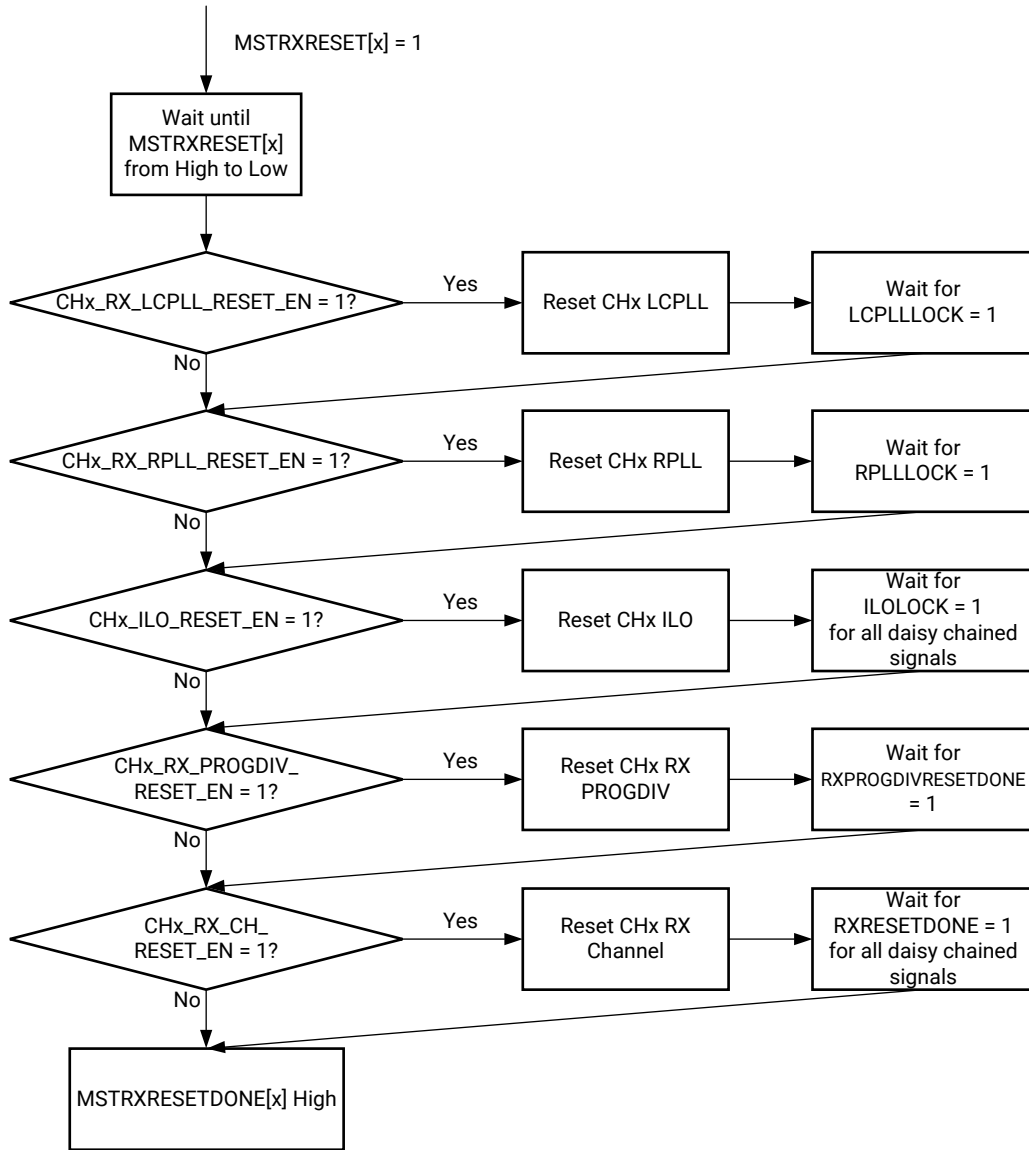 MSTRXRESET[x] = 1
Wait until
MSTRXRESET[x]
from High to Low
CHx_RX_LCPLL_RESET_EN = 1?
Yes
Reset CHx LCPLL
Wait for
LCPLLLOCK = 1
No
CHx_RX_RPLL_RESET_EN = 1?
Yes
Reset CHx RPLL
Wait for
RPLLLOCK = 1
No
CHx_ILO_RESET_EN = 1?
Yes
Reset CHx ILO
Wait for
ILOLOCK = 1
for all daisy chained
signals
No
CHx_RX_PROGDIV_
RESET_EN = 1?
Yes
Reset CHx RX
PROGDIV
Wait for
RXPROGDIVRESETDONE
= 1
No
CHx_RX_CH_
RESET_EN = 1?
Yes
Reset CHx RX
Channel
Wait for
RXRESETDONE = 1
for all daisy chained
signals
No
MSTRXRESETDONE[x] High